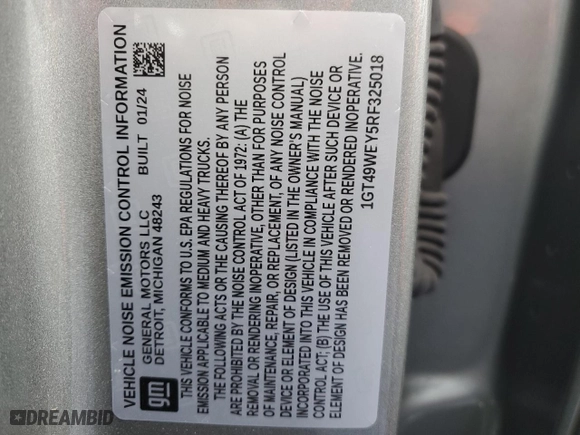 VEHICLE NOISE EMISSION CONTROL INFORMATION
GENERAL MOTORS LLC
DETROIT, MICHIGAN 48243
BUILT 01/24
gm
THIS VEHICLE CONFORMS TO U.S. EPA REGULATIONS FOR NOISE
EMISSION APPLICABLE TO MEDIUM AND HEAVY TRUCKS.
THE FOLLOWING ACTS OR THE CAUSING THEREOF BY ANY PERSON
ARE PROHIBITED BY THE NOISE CONTROL ACT OF 1972: (A) THE
REMOVAL OR RENDERING INOPERATIVE, OTHER THAN FOR PURPOSES
OF MAINTENANCE, REPAIR, OR REPLACEMENT, OF ANY NOISE CONTROL
DEVICE OR ELEMENT OF DESIGN (LISTED IN THE OWNER'S MANUAL)
INCORPORATED INTO THIS VEHICLE IN COMPLIANCE WITH THE NOISE
CONTROL ACT; (B) THE USE OF THIS VEHICLE AFTER SUCH DEVICE OR
ELEMENT OF DESIGN HAS BEEN REMOVED OR RENDERED INOPERATIVE.
1GT49WEY5RF325018
DREAMBID